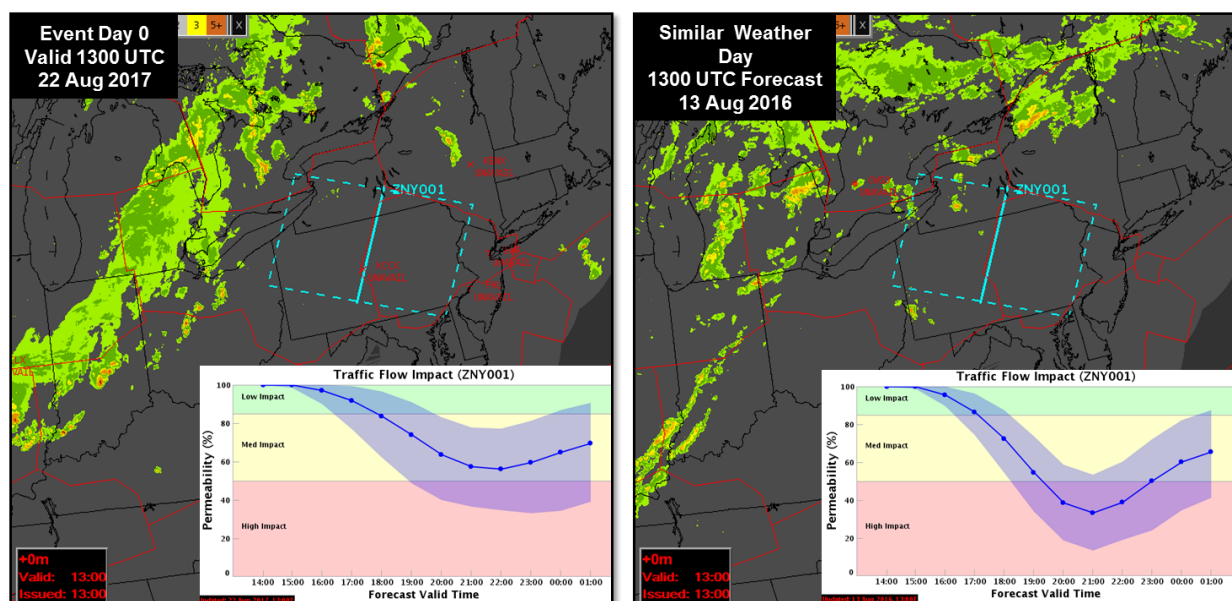 3
5+
X
Event Day 0
Valid 1300 UTC
22 Aug 2017
ZNY001
Traffic Flow Impact (ZNY001)
Permeability (%)
100
80
60
40
20
0
Low Impact
Med Impact
High Impact
14:00 15:00 16:00 17:00 18:00 19:00 20:00 21:00 22:00 23:00 00:00 01:00
Forecast Valid Time
+0m
Valid: 13:00
Issued: 13:00
5+
X
Similar Weather
Day
1300 UTC Forecast
13 Aug 2016
ZNY001
Traffic Flow Impact (ZNY001)
Permeability (%)
100
80
60
40
20
0
Low Impact
Med Impact
High Impact
14:00 15:00 16:00 17:00 18:00 19:00 20:00 21:00 22:00 23:00 00:00 01:00
Forecast Valid Time
+0m
Valid: 13:00
Issued: 13:00